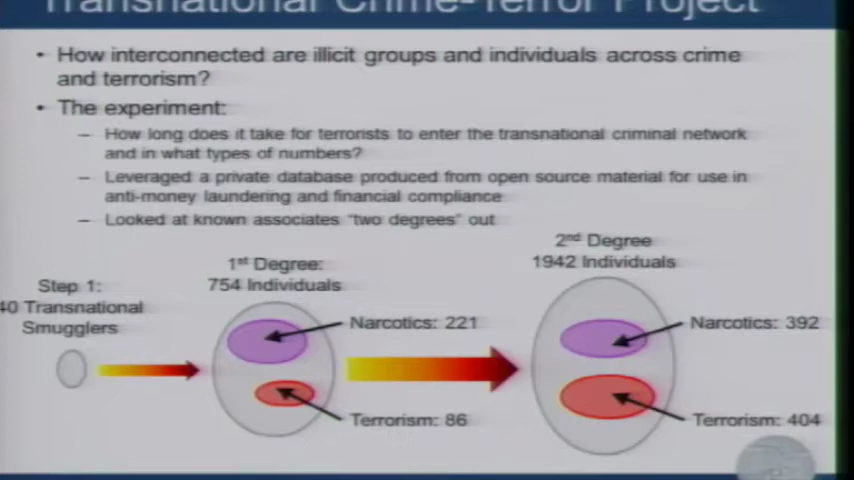 Transnational Crime-Terror Project
• How interconnected are illicit groups and individuals across crime
and terrorism?
• The experiment:
– How long does it take for terrorists to enter the transnational criminal network
and in what types of numbers?
– Leveraged a private database produced from open source material for use in
anti-money laundering and financial compliance
– Looked at known associates “two degrees” out
Step 1:
40 Transnational
Smugglers
1st Degree:
754 Individuals
Narcotics: 221
Terrorism: 86
2nd Degree
1942 Individuals
Narcotics: 392
Terrorism: 404